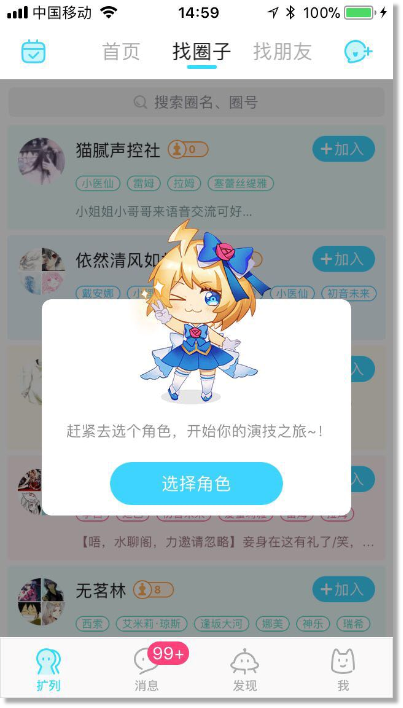 中国移动 14:59 100%
首页 找圈子 找朋友
搜索圈名、圈号
猫腻声控社 0 +加入
小医仙 雷姆 拉姆 塞蕾丝缇雅
小姐姐小哥哥来语音交流可好...
依然清风如 +加入
戴安娜 小医仙 初音未来
赶紧去选个角色，开始你的演技之旅~！
选择角色
【唔，水聊阁，力邀请忽略】妾身在这有礼了/笑，...
无茗林 8 +加入
西索 艾米莉·琼斯 逢坂大河 娜美 神乐 瑞希
99+
扩列 消息 发现 我